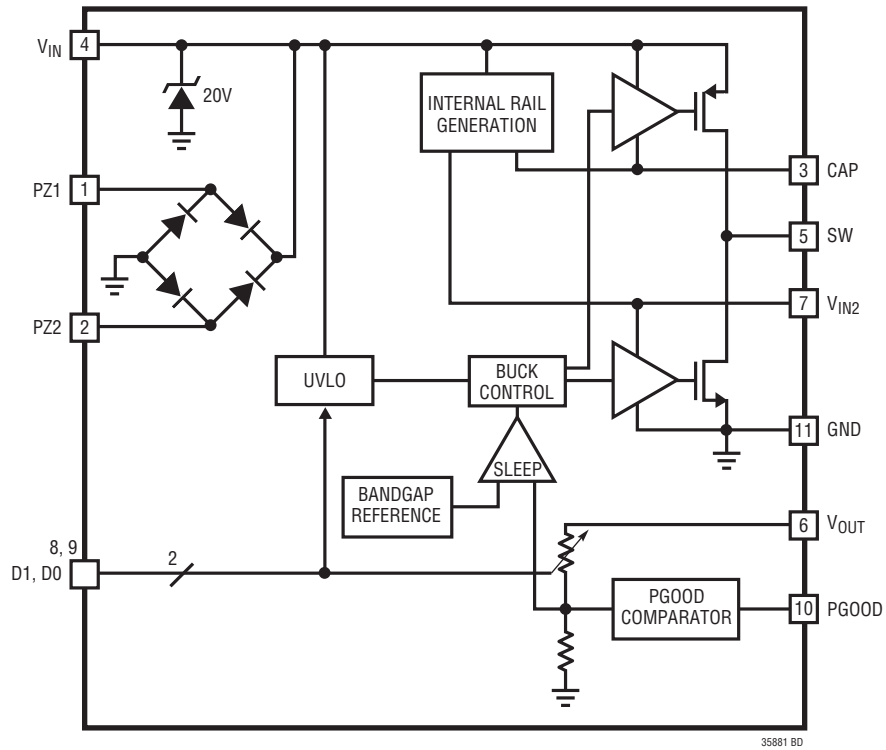 VIN 4
20V
INTERNAL RAIL
GENERATION
PZ1 1
3 CAP
5 SW
PZ2 2
7 VIN2
UVLO
BUCK
CONTROL
11 GND
SLEEP
BANDGAP
REFERENCE
6 VOUT
8, 9
D1, D0
2
PGOOD
COMPARATOR
10 PGOOD
35881 BD